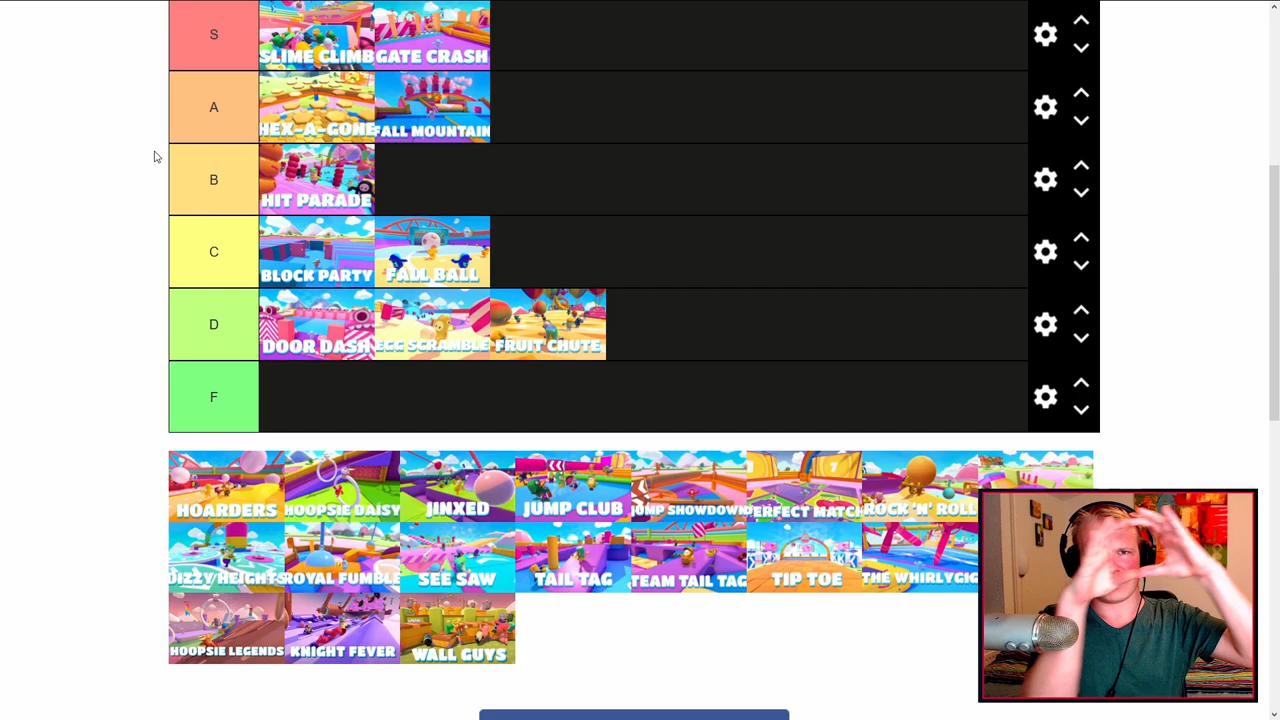 S
SLIME CLIMB GATE CRASH
A
HEX-A-GONE FALL MOUNTAIN
B
HIT PARADE
C
BLOCK PARTY FALL BALL
D
DOOR DASH EGG SCRAMBLE FRUIT CHUTE
F
HOARDERS HOOPSIE DAISY JINXED JUMP CLUB JUMP SHOWDOWN PERFECT MATCH ROCK 'N' ROLL
DIZZY HEIGHTS ROYAL FUMBLE SEE SAW TAIL TAG TEAM TAIL TAG TIP TOE THE WHIRLYGIG
HOOPSIE LEGENDS KNIGHT FEVER WALL GUYS